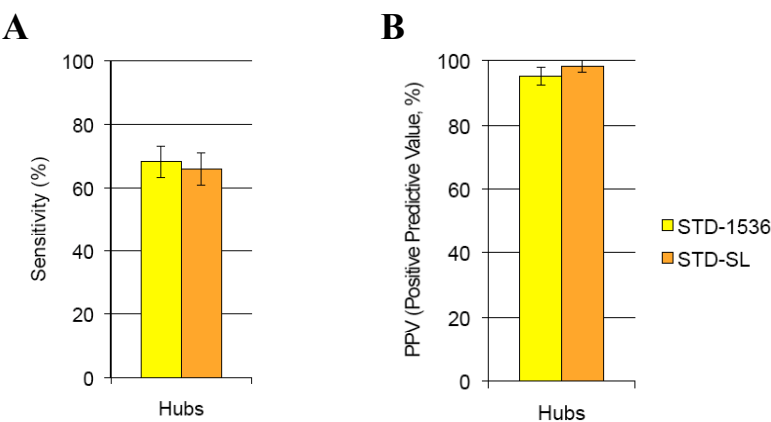 A
Sensitivity (%)
100
80
60
40
20
0
Hubs
B
PPV (Positive Predictive Value, %)
100
80
60
40
20
0
Hubs
STD-1536
STD-SL